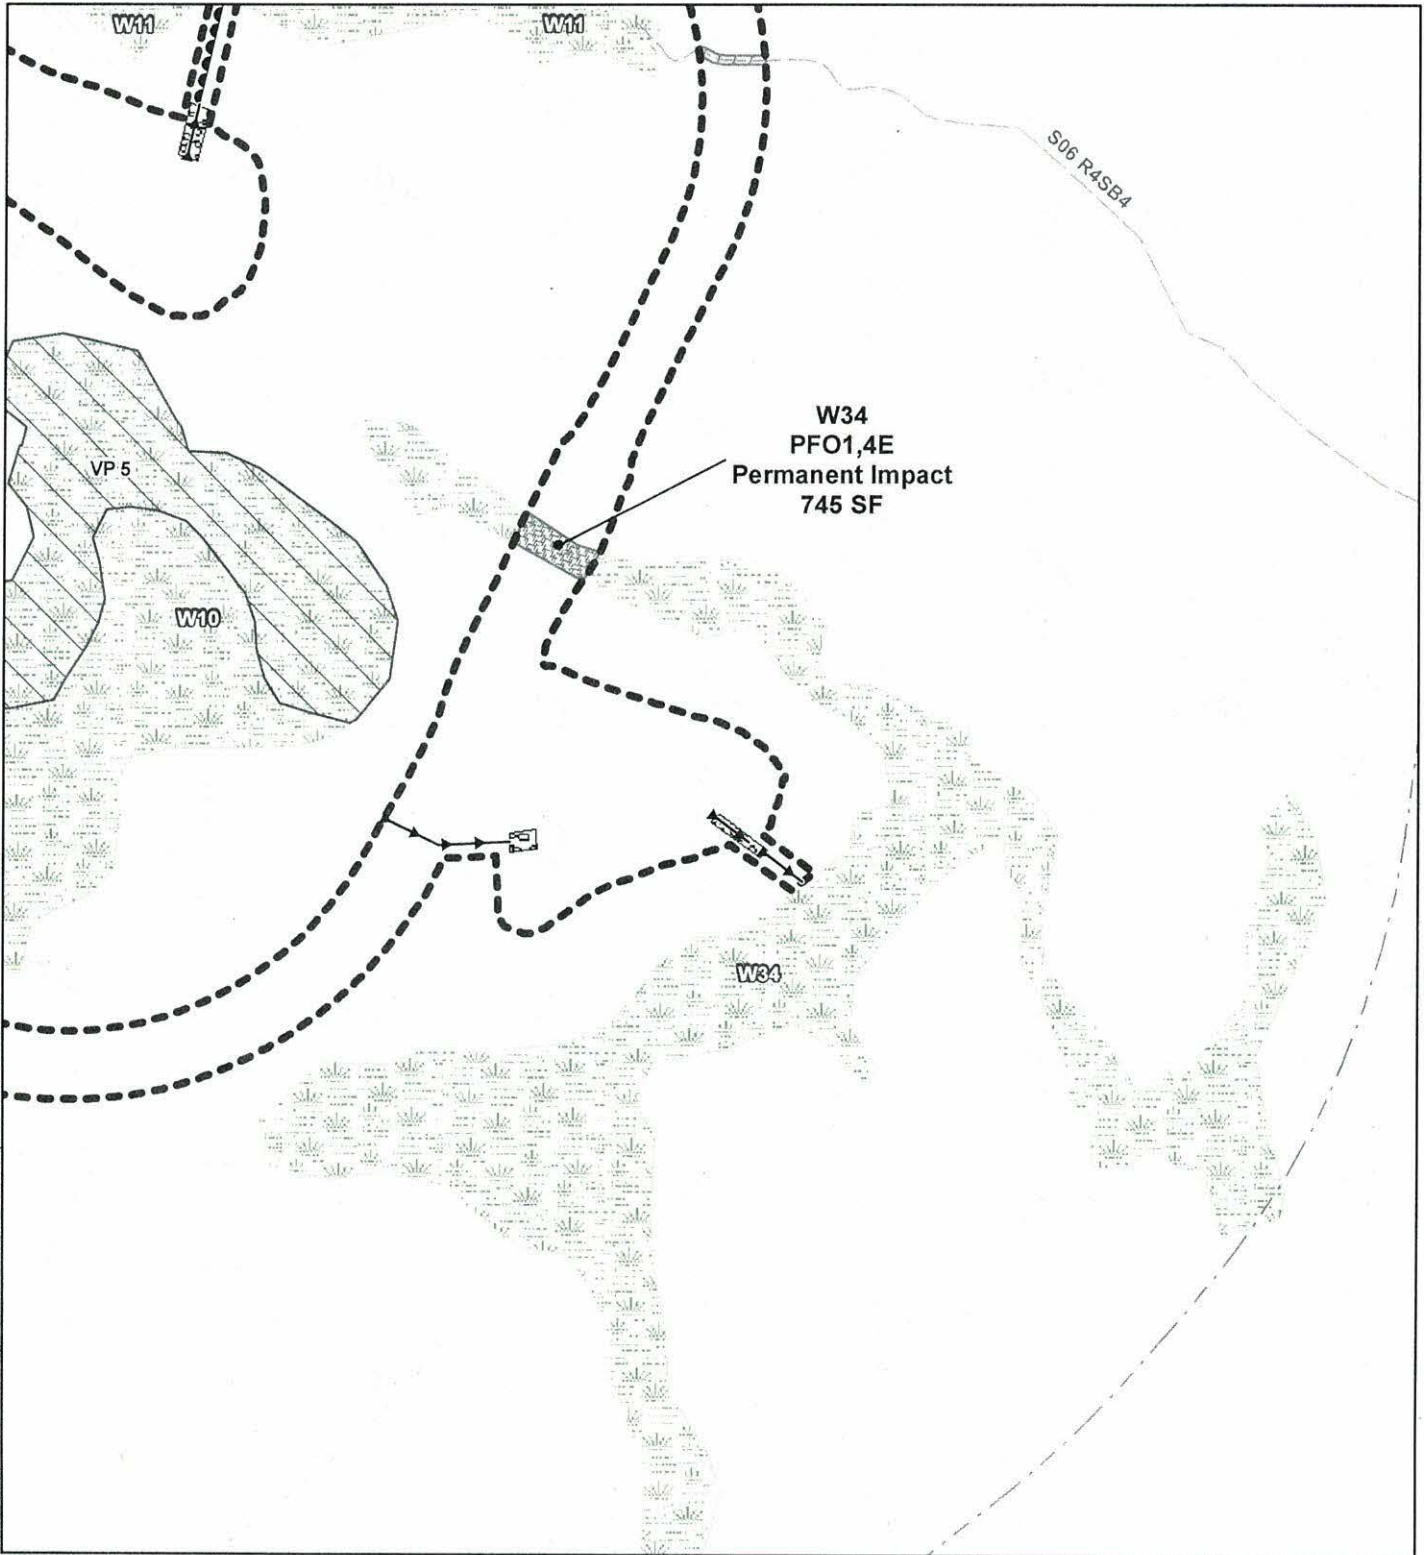 W11
W11
S06 R4SB4
W34
PFO1,4E
Permanent Impact
745 SF
VP 5
W10
W34